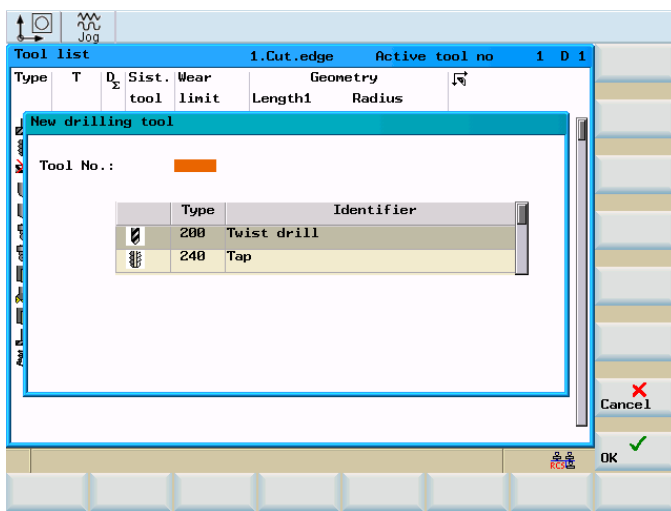 Jog
Tool list 1.Cut.edge Active tool no 1 D 1
Type T DΣ Sist. Wear Geometry
tool limit Length1 Radius
New drilling tool
Tool No.:
Type Identifier
200 Twist drill
240 Tap
Cancel
OK
RCS